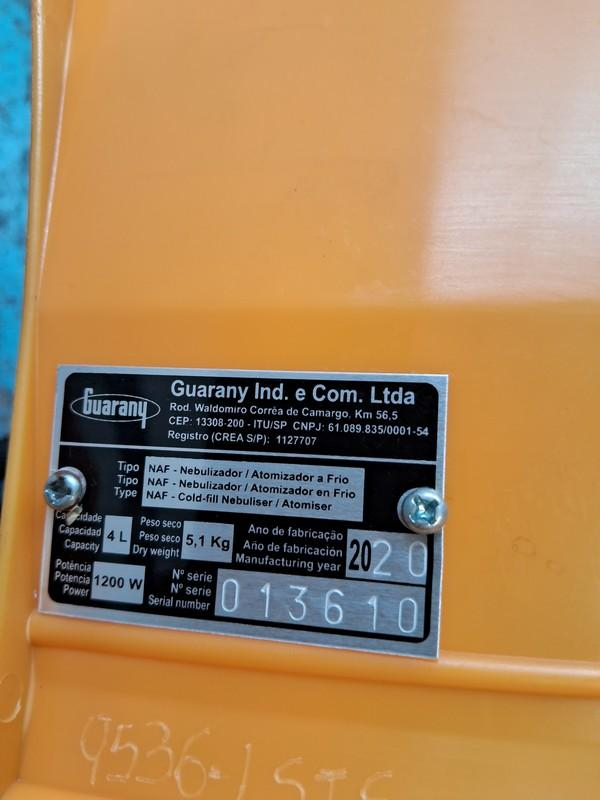 Guarany
Guarany Ind. e Com. Ltda
Rod. Waldomiro Corrêa de Camargo, Km 56,5
CEP: 13308-200 - ITU/SP CNPJ: 61.089.835/0001-54
Registro (CREA S/P): 1127707
Tipo NAF - Nebulizador / Atomizador a Frio
Tipo NAF - Nebulizador / Atomizador en Frio
Type NAF - Cold-fill Nebuliser / Atomiser
Capacidade
Capacidad
Capacity
4 L
Peso seco
Peso seco
Dry weight
5,1 Kg
Ano de fabricação
Año de fabricación
Manufacturing year
2020
Potência
Potencia
Power
1200 W
Nº série
Nº serie
Serial number
013610
9536-1